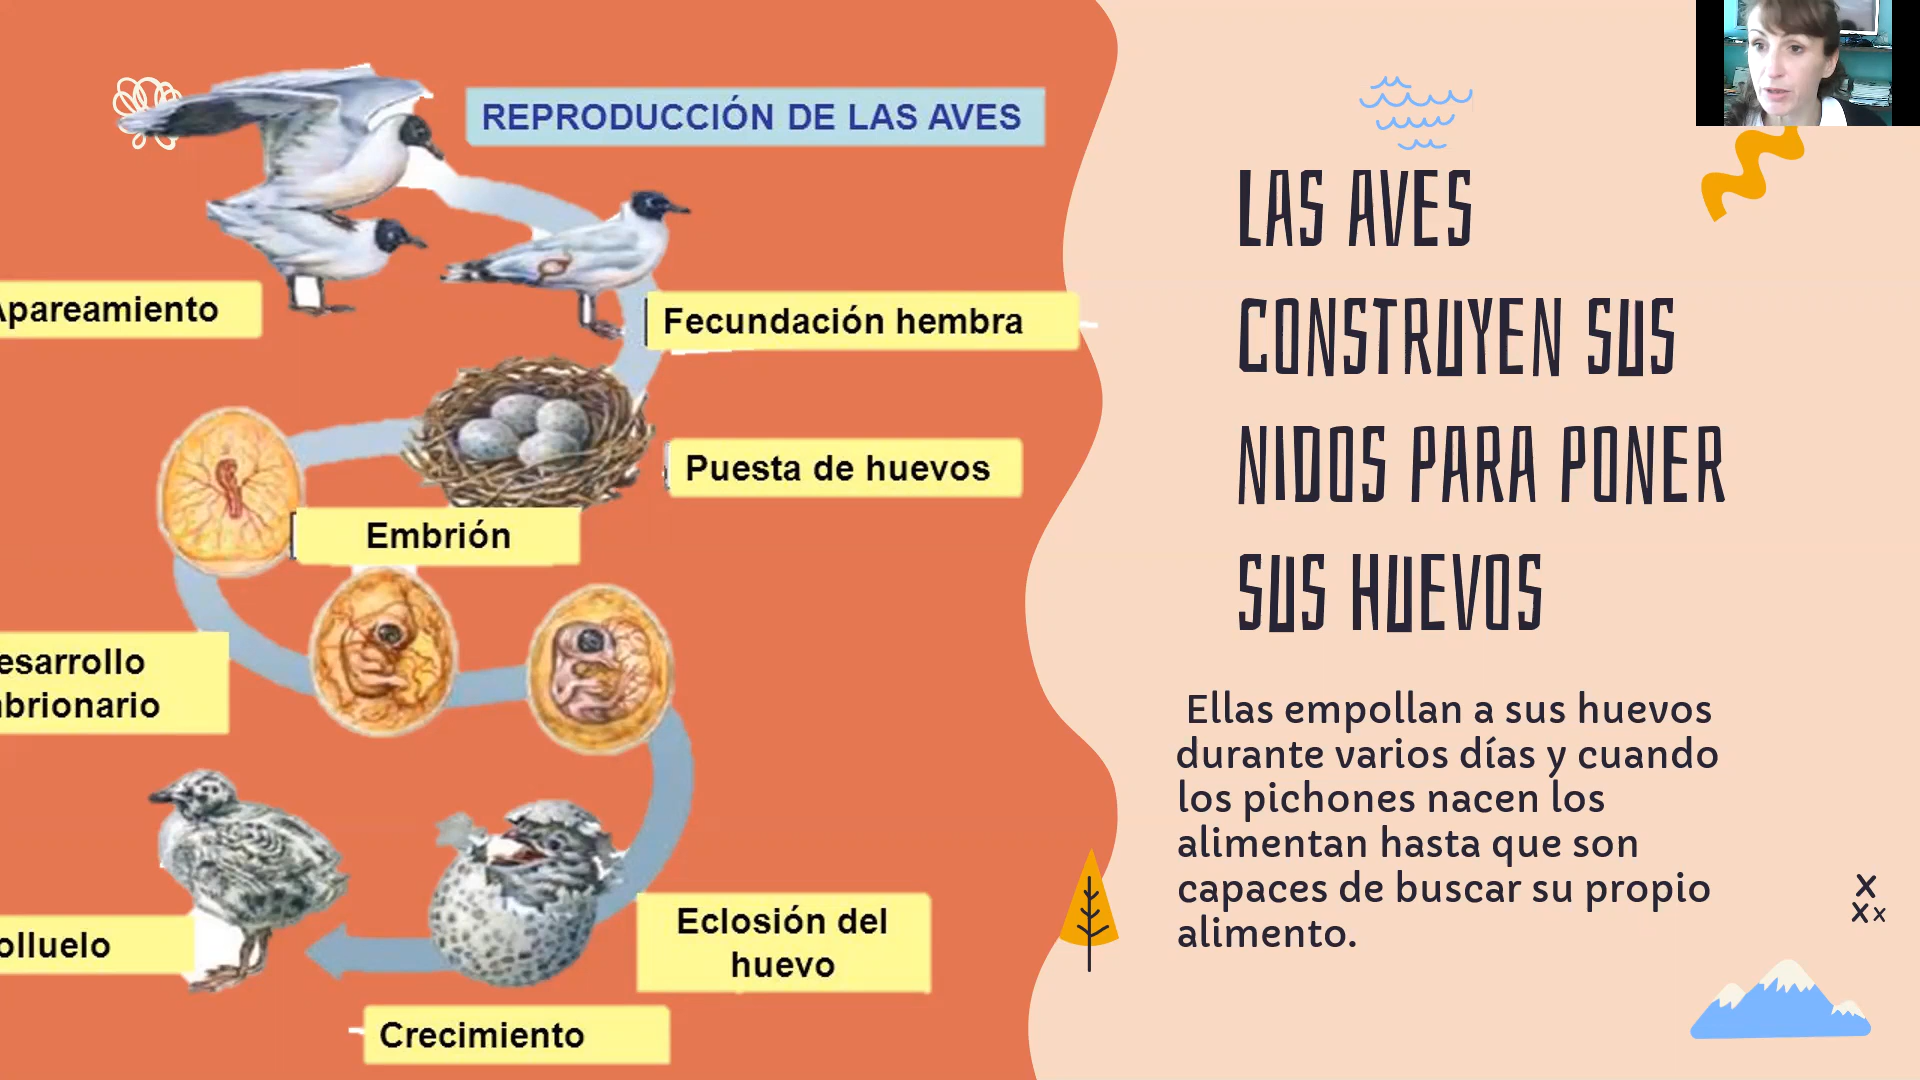 REPRODUCCIÓN DE LAS AVES
Apareamiento
Fecundación hembra
Puesta de huevos
Embrión
esarrollo
brionario
olluelo
Eclosión del
huevo
Crecimiento
LAS AVES
CONSTRUYEN SUS
NIDOS PARA PONER
SUS HUEVOS
Ellas empollan a sus huevos
durante varios días y cuando
los pichones nacen los
alimentan hasta que son
capaces de buscar su propio
alimento.